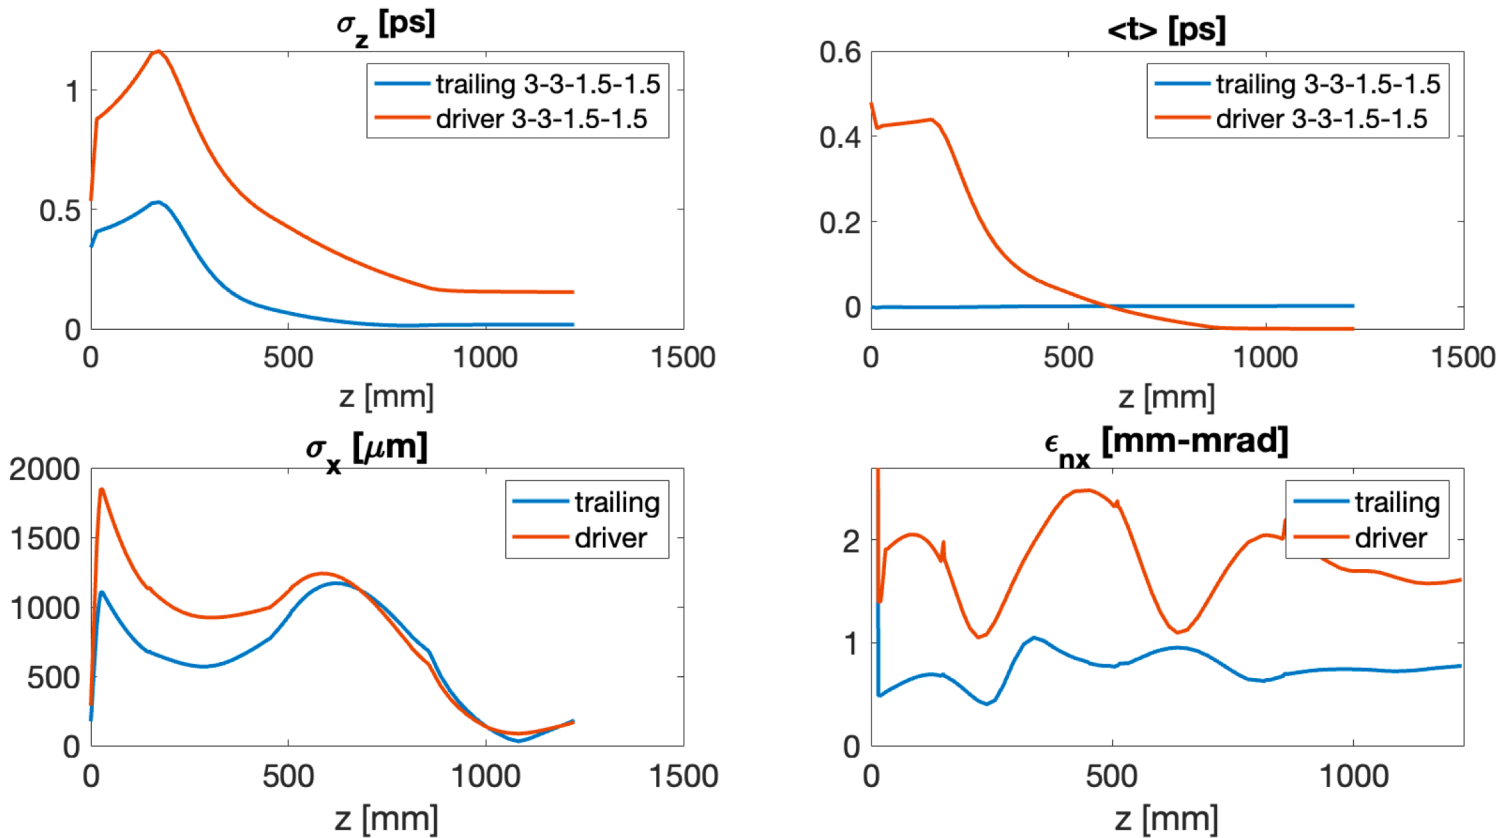 σz [ps]
1
0.5
0
0
500
1000
1500
z [mm]
trailing 3-3-1.5-1.5
driver 3-3-1.5-1.5
<t> [ps]
0.6
0.4
0.2
0
0
500
1000
1500
z [mm]
trailing 3-3-1.5-1.5
driver 3-3-1.5-1.5
σx [μm]
2000
1500
1000
500
0
0
500
1000
1500
z [mm]
trailing
driver
ϵnx [mm-mrad]
2
1
0
0
500
1000
z [mm]
trailing
driver